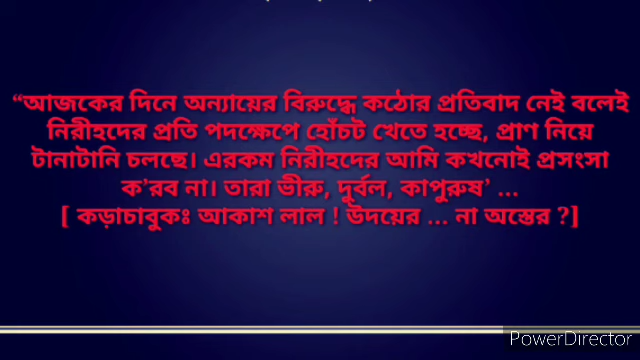 “আজকের দিনে অন্যায়ের বিরুদ্ধে কঠোর প্রতিবাদ নেই বলেই
নিরীহদের প্রতি পদক্ষেপে হোঁচট খেতে হচ্ছে, প্রাণ নিয়ে
টানাটানি চলছে। এরকম নিরীহদের আমি কখনোই প্রসংসা
ক'রব না। তারা ভীরু, দুর্বল, কাপুরুষ’ ...
[ কড়াচাবুকঃ আকাশ লাল ! উদয়ের ... না অস্তের ?]
PowerDirector